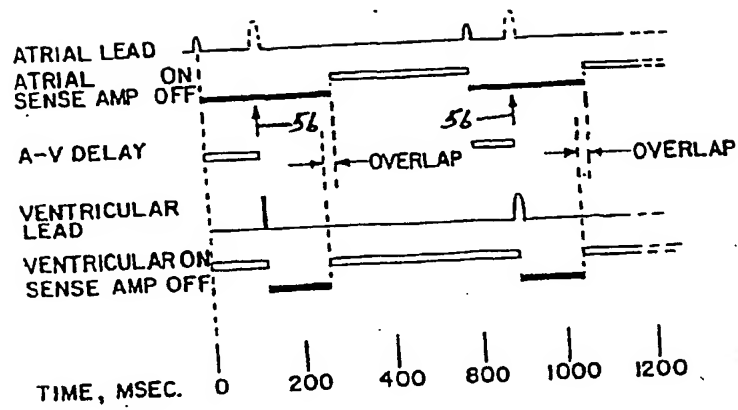 ATRIAL LEAD
ATRIAL ON
SENSE AMP OFF
56
56
A-V DELAY
OVERLAP
OVERLAP
VENTRICULAR
LEAD
VENTRICULAR ON
SENSE AMP OFF
TIME, MSEC. 0 200 400 800 1000 1200